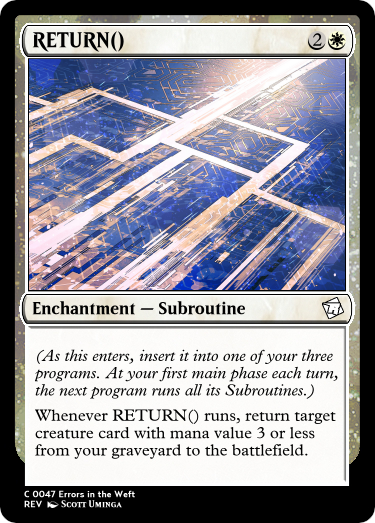 RETURN()
2
Enchantment — Subroutine
(As this enters, insert it into one of your three
programs. At your first main phase each turn,
the next program runs all its Subroutines.)
Whenever RETURN() runs, return target
creature card with mana value 3 or less
from your graveyard to the battlefield.
C 0047 Errors in the Weft
REV Scott Uminga